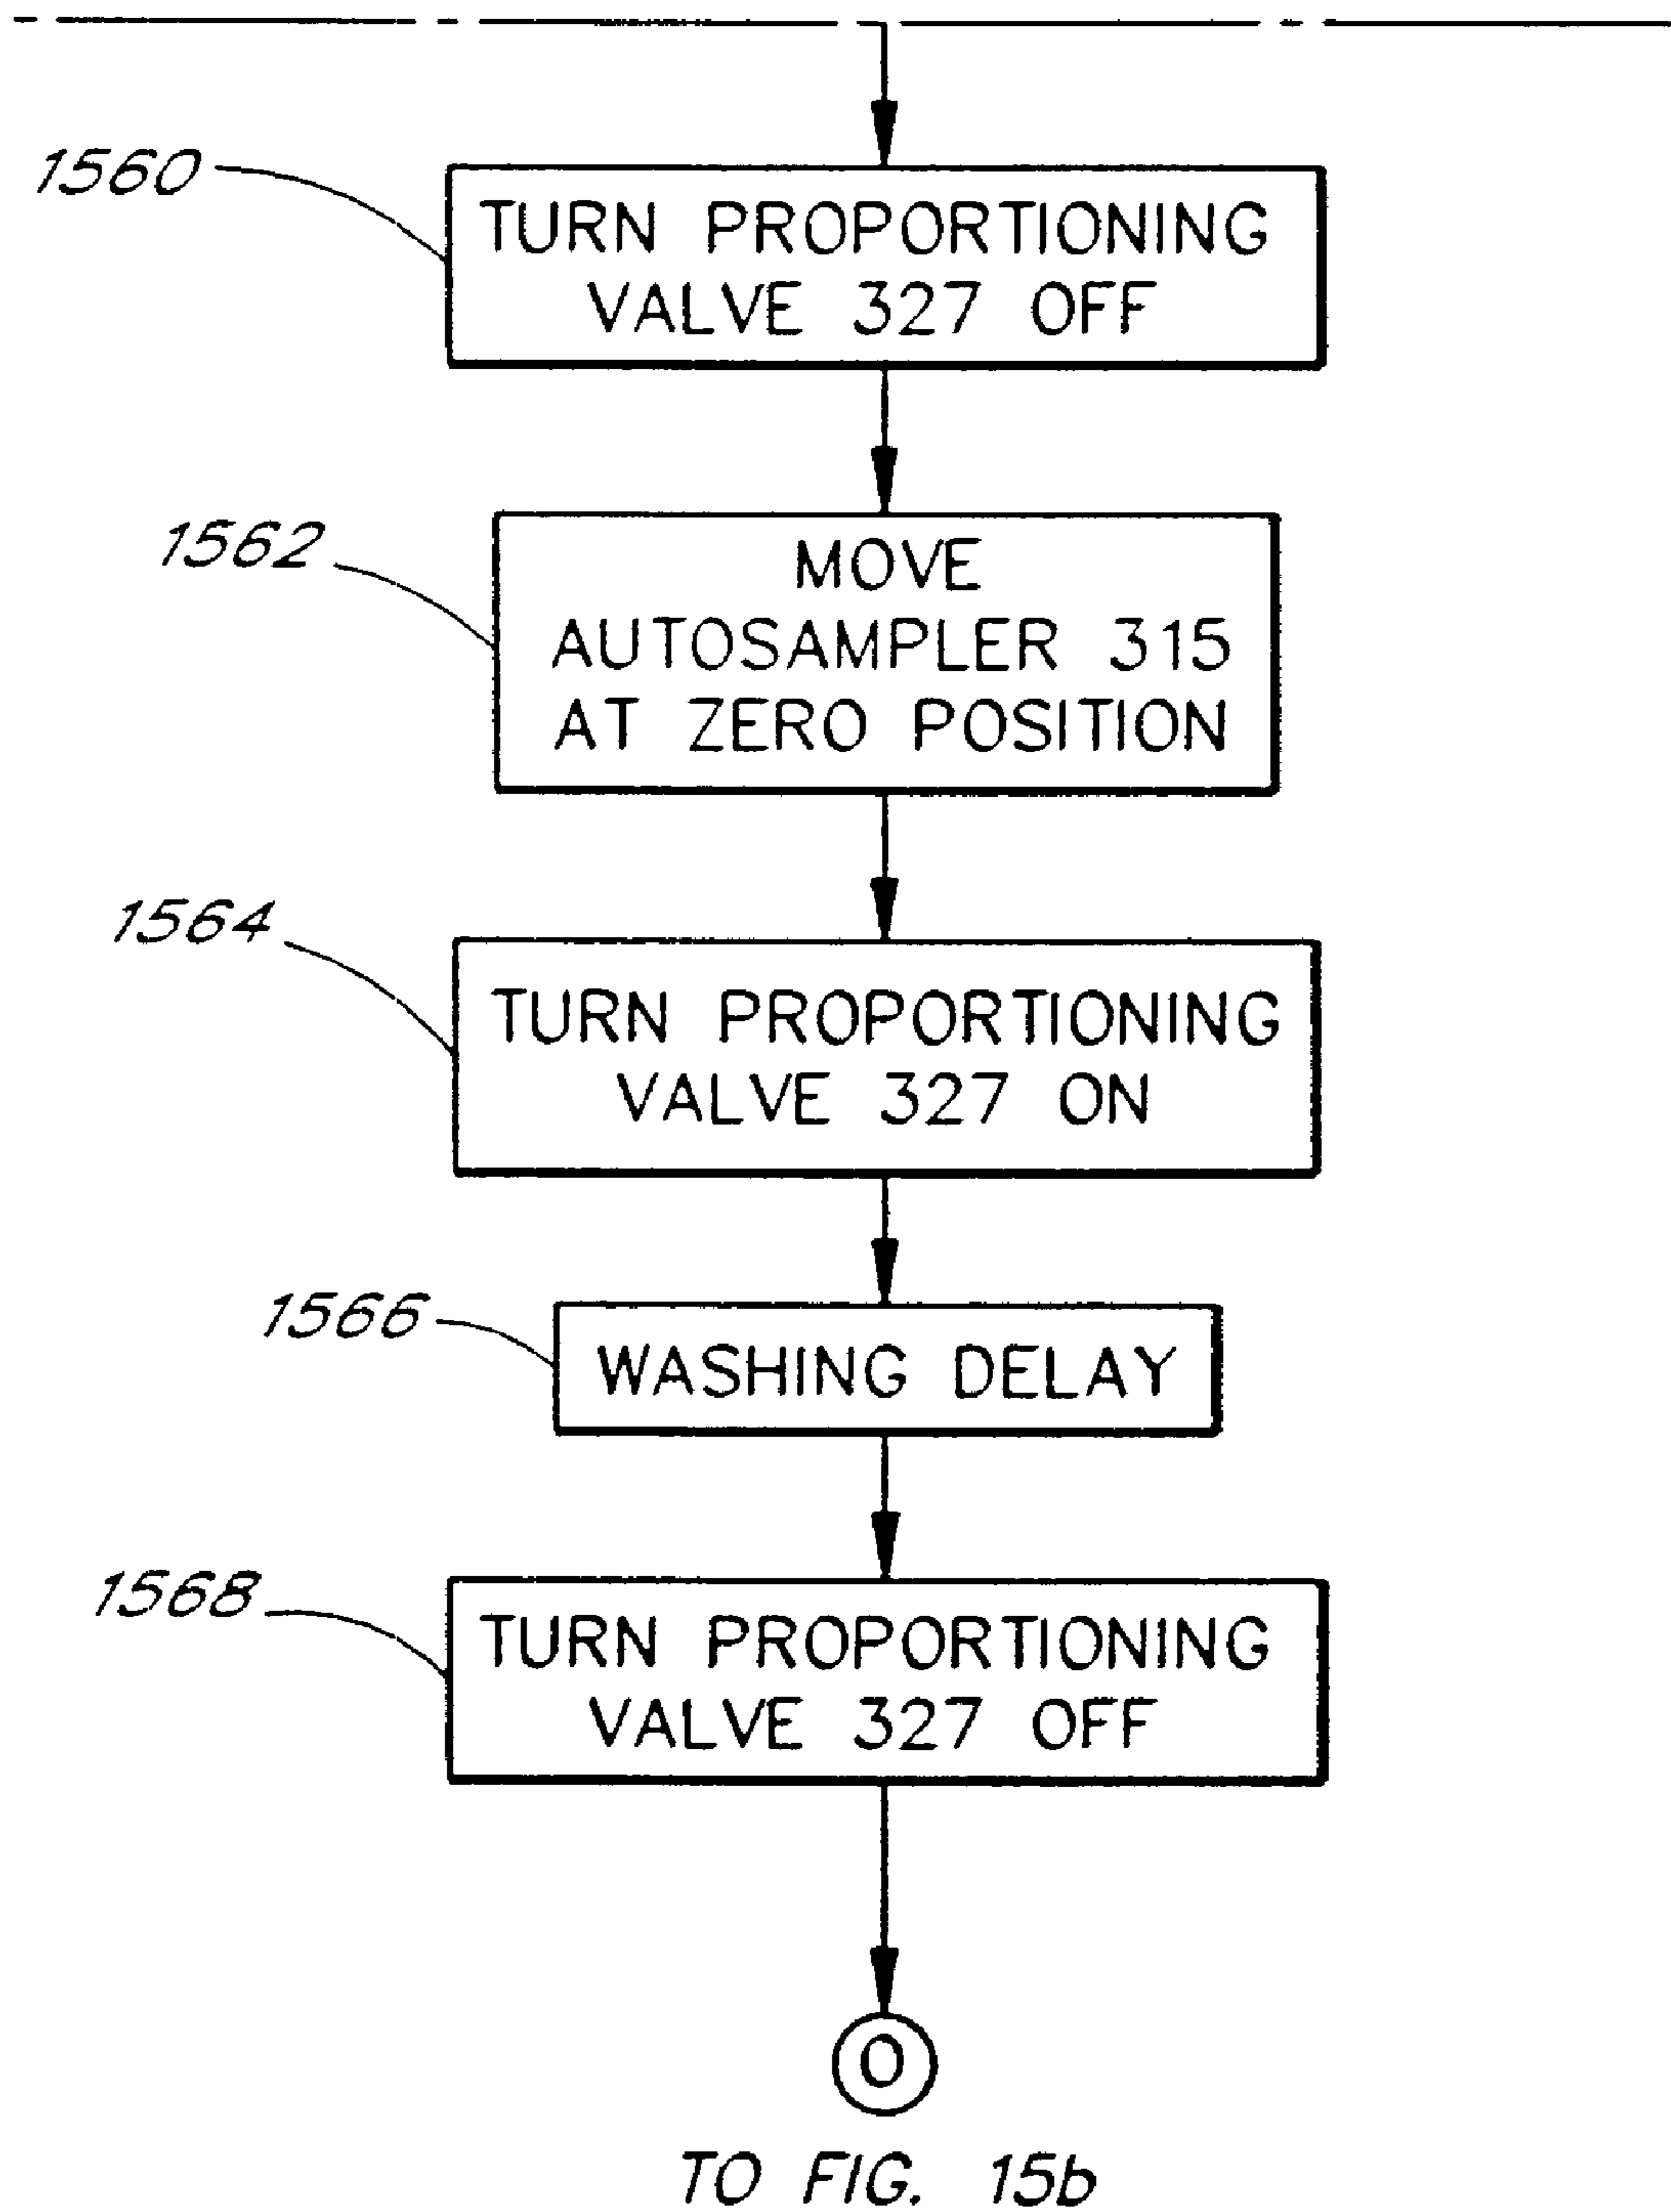 1560
TURN PROPORTIONING
VALVE 327 OFF
1562
MOVE
AUTOSAMPLER 315
AT ZERO POSITION
1564
TURN PROPORTIONING
VALVE 327 ON
1566
WASHING DELAY
1568
TURN PROPORTIONING
VALVE 327 OFF
O
TO FIG. 15b